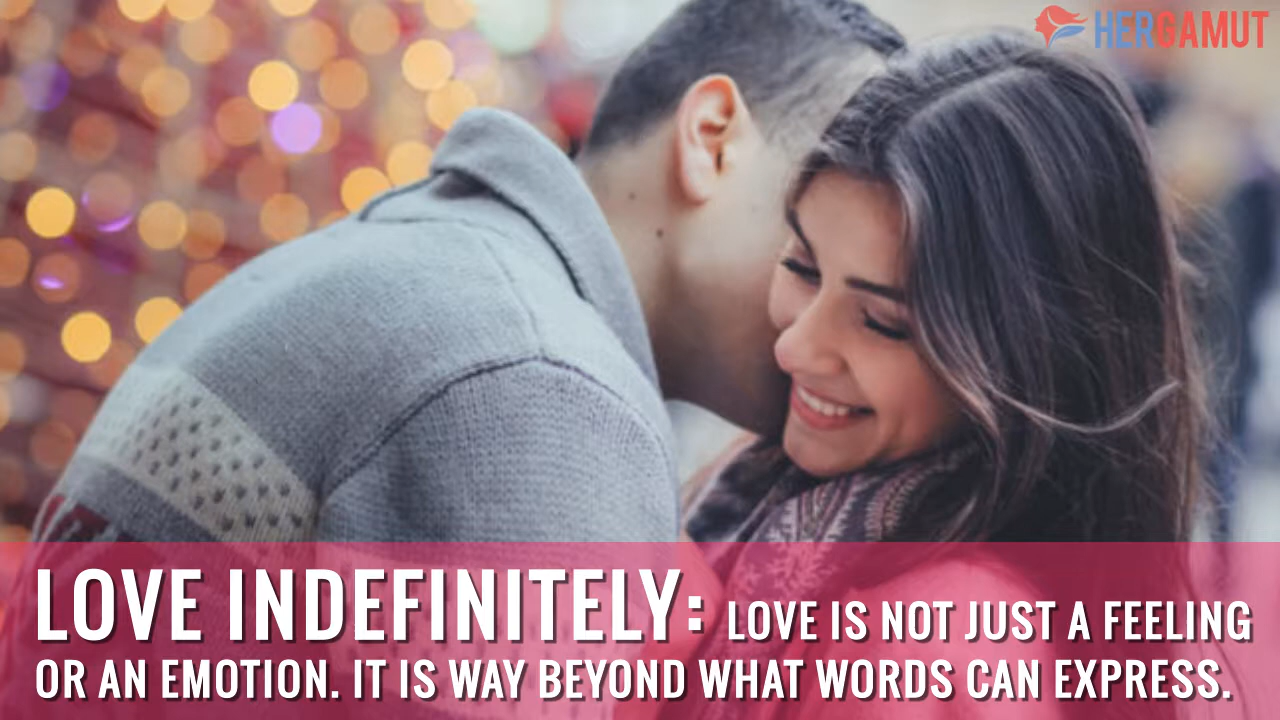 HERGAMUT
LOVE INDEFINITELY: LOVE IS NOT JUST A FEELING
OR AN EMOTION. IT IS WAY BEYOND WHAT WORDS CAN EXPRESS.